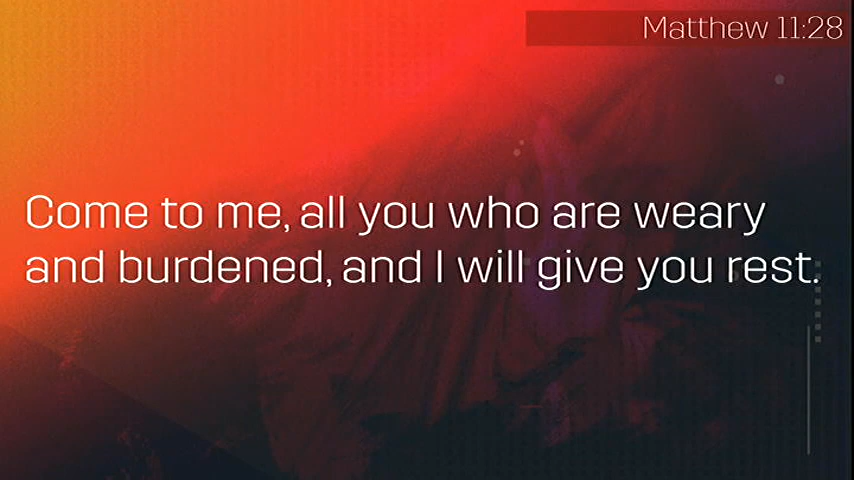 Matthew 11:28
Come to me, all you who are weary
and burdened, and I will give you rest.